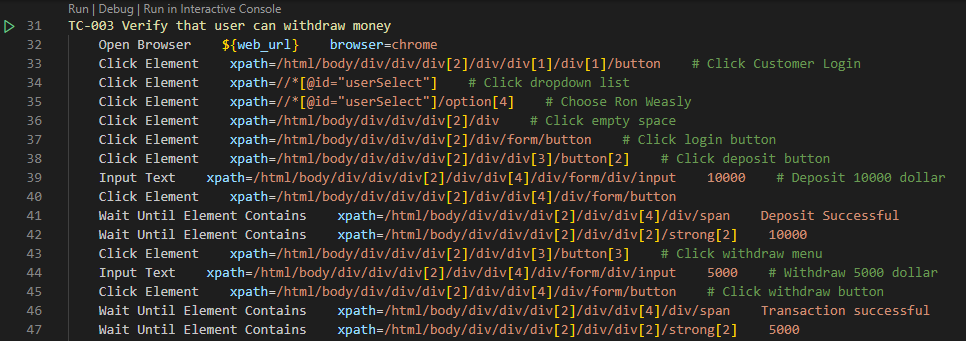 Run | Debug | Run in Interactive Console
31 TC-003 Verify that user can withdraw money
32 Open Browser    ${web_url}    browser=chrome
33 Click Element    xpath=/html/body/div/div/div[2]/div/div[1]/div[1]/button    # Click Customer Login
34 Click Element    xpath=//*[@id="userSelect"]    # Click dropdown list
35 Click Element    xpath=//*[@id="userSelect"]/option[4]    # Choose Ron Weasly
36 Click Element    xpath=/html/body/div/div/div[2]/div    # Click empty space
37 Click Element    xpath=/html/body/div/div/div[2]/div/form/button    # Click login button
38 Click Element    xpath=/html/body/div/div/div[2]/div/div[3]/button[2]    # Click deposit button
39 Input Text    xpath=/html/body/div/div/div[2]/div/div[4]/div/form/div/input    10000    # Deposit 10000 dollar
40 Click Element    xpath=/html/body/div/div/div[2]/div/div[4]/div/form/button
41 Wait Until Element Contains    xpath=/html/body/div/div/div[2]/div/div[4]/div/span    Deposit Successful
42 Wait Until Element Contains    xpath=/html/body/div/div/div[2]/div/div[2]/strong[2]    10000
43 Click Element    xpath=/html/body/div/div/div[2]/div/div[3]/button[3]    # Click withdraw menu
44 Input Text    xpath=/html/body/div/div/div[2]/div/div[4]/div/form/div/input    5000    # Withdraw 5000 dollar
45 Click Element    xpath=/html/body/div/div/div[2]/div/div[4]/div/form/button    # Click withdraw button
46 Wait Until Element Contains    xpath=/html/body/div/div/div[2]/div/div[4]/div/span    Transaction successful
47 Wait Until Element Contains    xpath=/html/body/div/div/div[2]/div/div[2]/strong[2]    5000